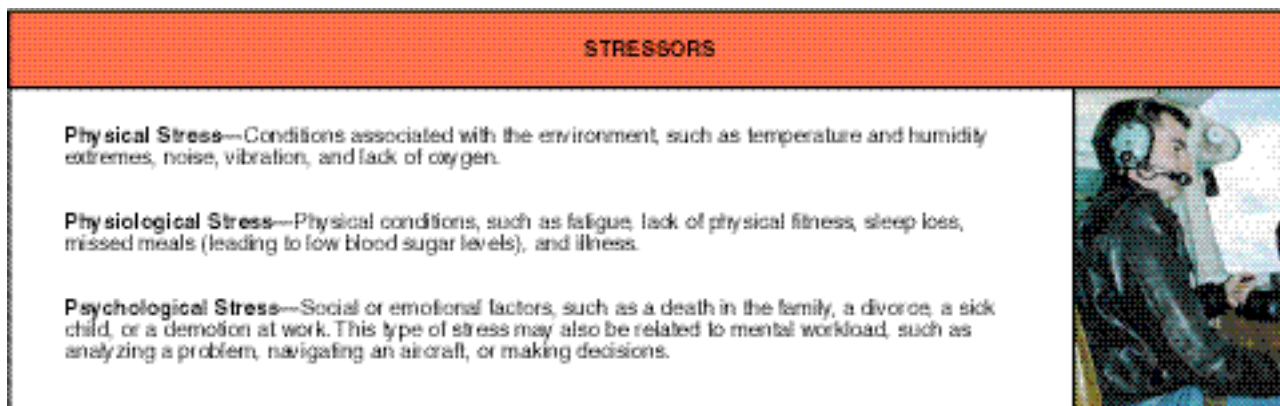 STRESSORS
Physical Stress—Conditions associated with the environment, such as temperature and humidity
extremes, noise, vibration, and lack of oxygen.
Physiological Stress—Physical conditions, such as fatigue, lack of physical fitness, sleep loss,
missed meals (leading to low blood sugar levels), and illness.
Psychological Stress—Social or emotional factors, such as a death in the family, a divorce, a sick
child, or a demotion at work. This type of stress may also be related to mental workload, such as
analyzing a problem, navigating an aircraft, or making decisions.